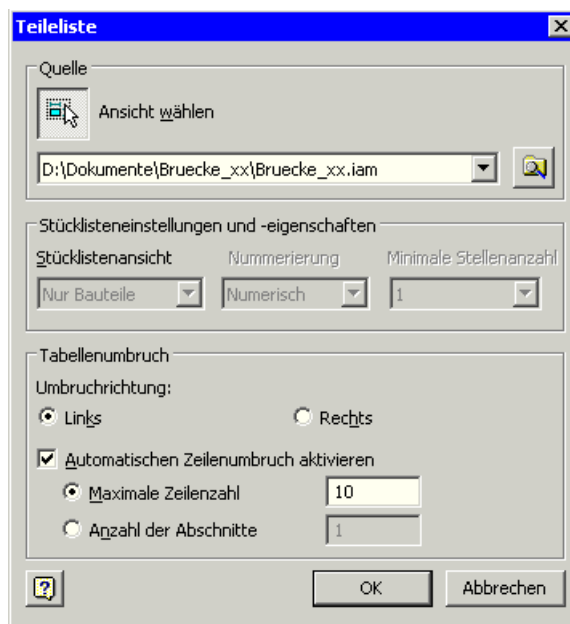 Teileliste
Quelle
Ansicht wählen
D:\Dokumente\Bruecke_xx\Bruecke_xx.iam
Stücklisteneinstellungen und -eigenschaften
Stücklistenansicht Nummerierung Minimale Stellenanzahl
Nur Bauteile Numerisch 1
Tabellenumbruch
Umbruchrichtung:
Links Rechts
Automatischen Zeilenumbruch aktivieren
Maximale Zeilenzahl 10
Anzahl der Abschnitte 1
OK Abbrechen